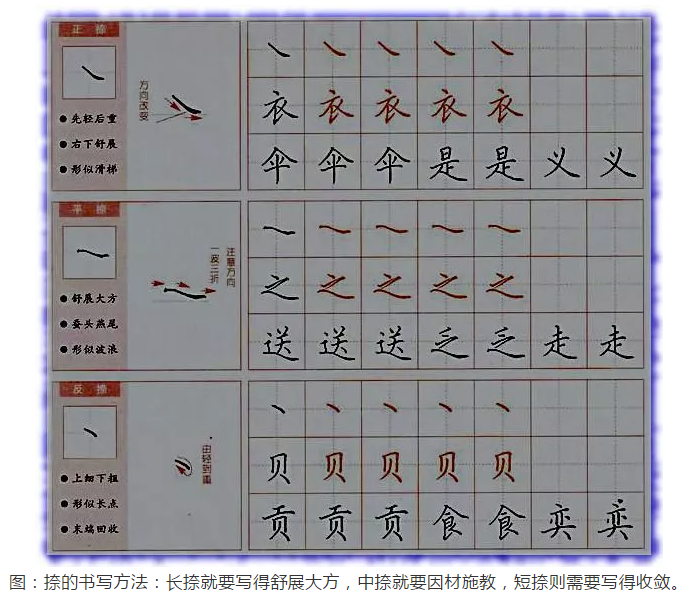 正捺
● 先轻后重
● 右下舒展
● 形似滑梯
方向改变
衣 衣 衣 衣 衣
伞 伞 伞 是 是 义 义
平捺
● 舒展大方
● 蚕头燕尾
● 形似波浪
注意方向
一波三折
之 之 之 之 之
送 送 送 乏 乏 走 走
反捺
● 上细下粗
● 形似长点
● 末端回收
由轻到重
贝 贝 贝 贝 贝
贡 贡 贡 食 食 奕 奕
图：捺的书写方法：长捺就要写得舒展大方，中捺就要因材施教，短捺则需要写得收敛。